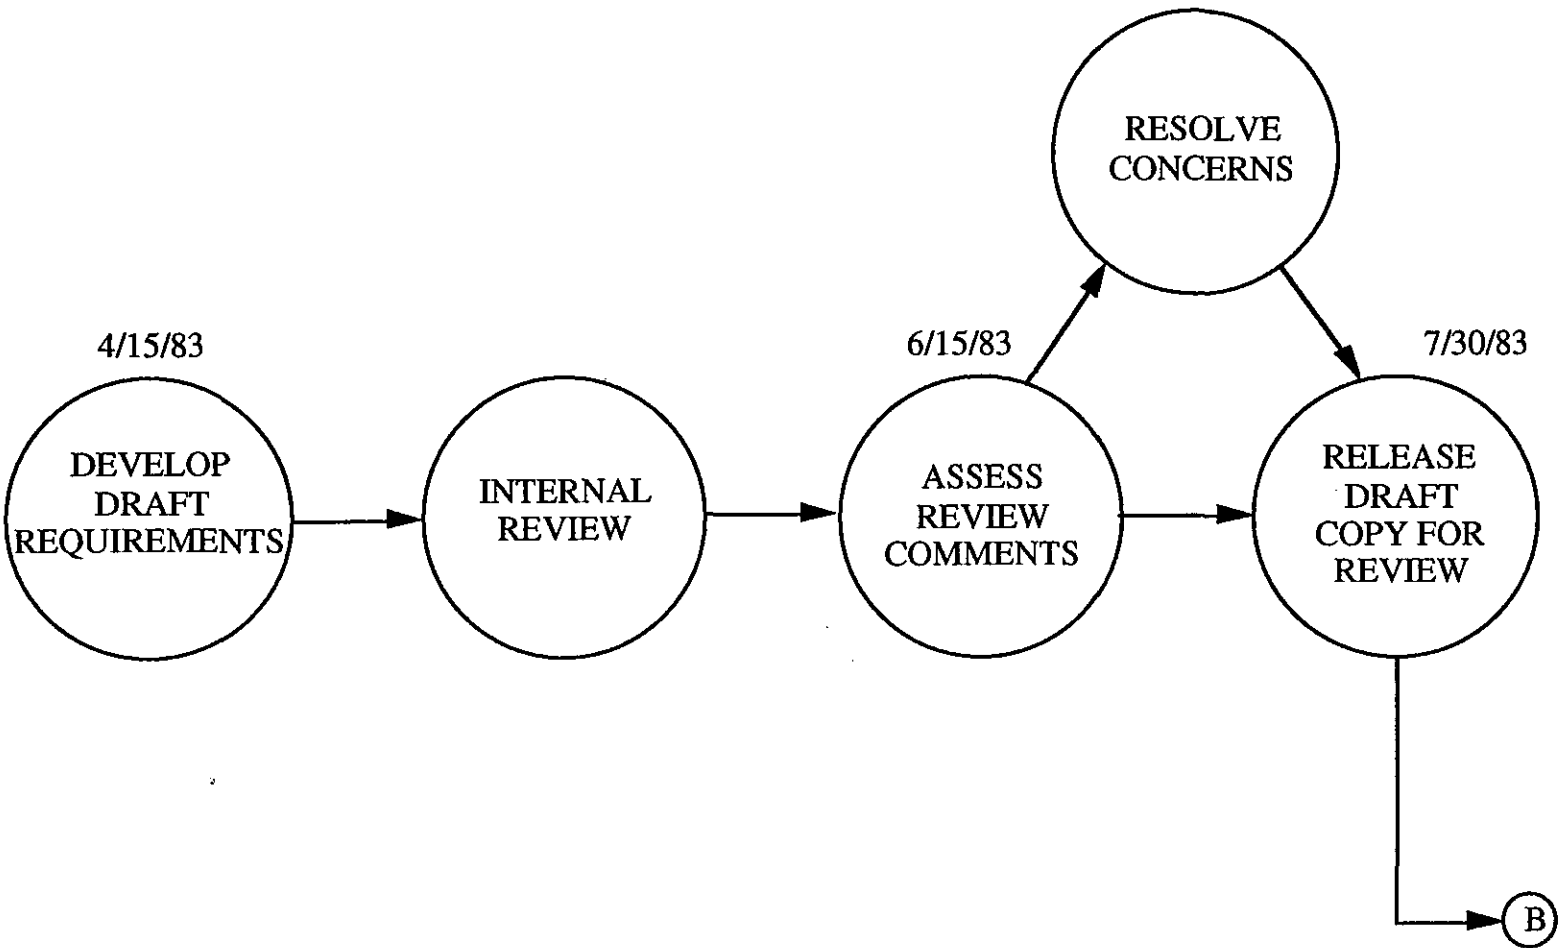 RESOLVE
CONCERNS
4/15/83
6/15/83
7/30/83
DEVELOP
DRAFT
REQUIREMENTS
INTERNAL
REVIEW
ASSESS
REVIEW
COMMENTS
RELEASE
DRAFT
COPY FOR
REVIEW
B